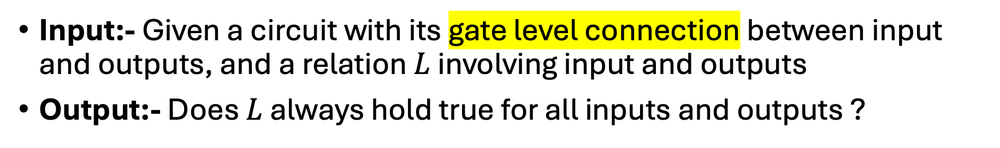 • Input:- Given a circuit with its gate level connection between input
and outputs, and a relation L involving input and outputs
• Output:- Does L always hold true for all inputs and outputs ?